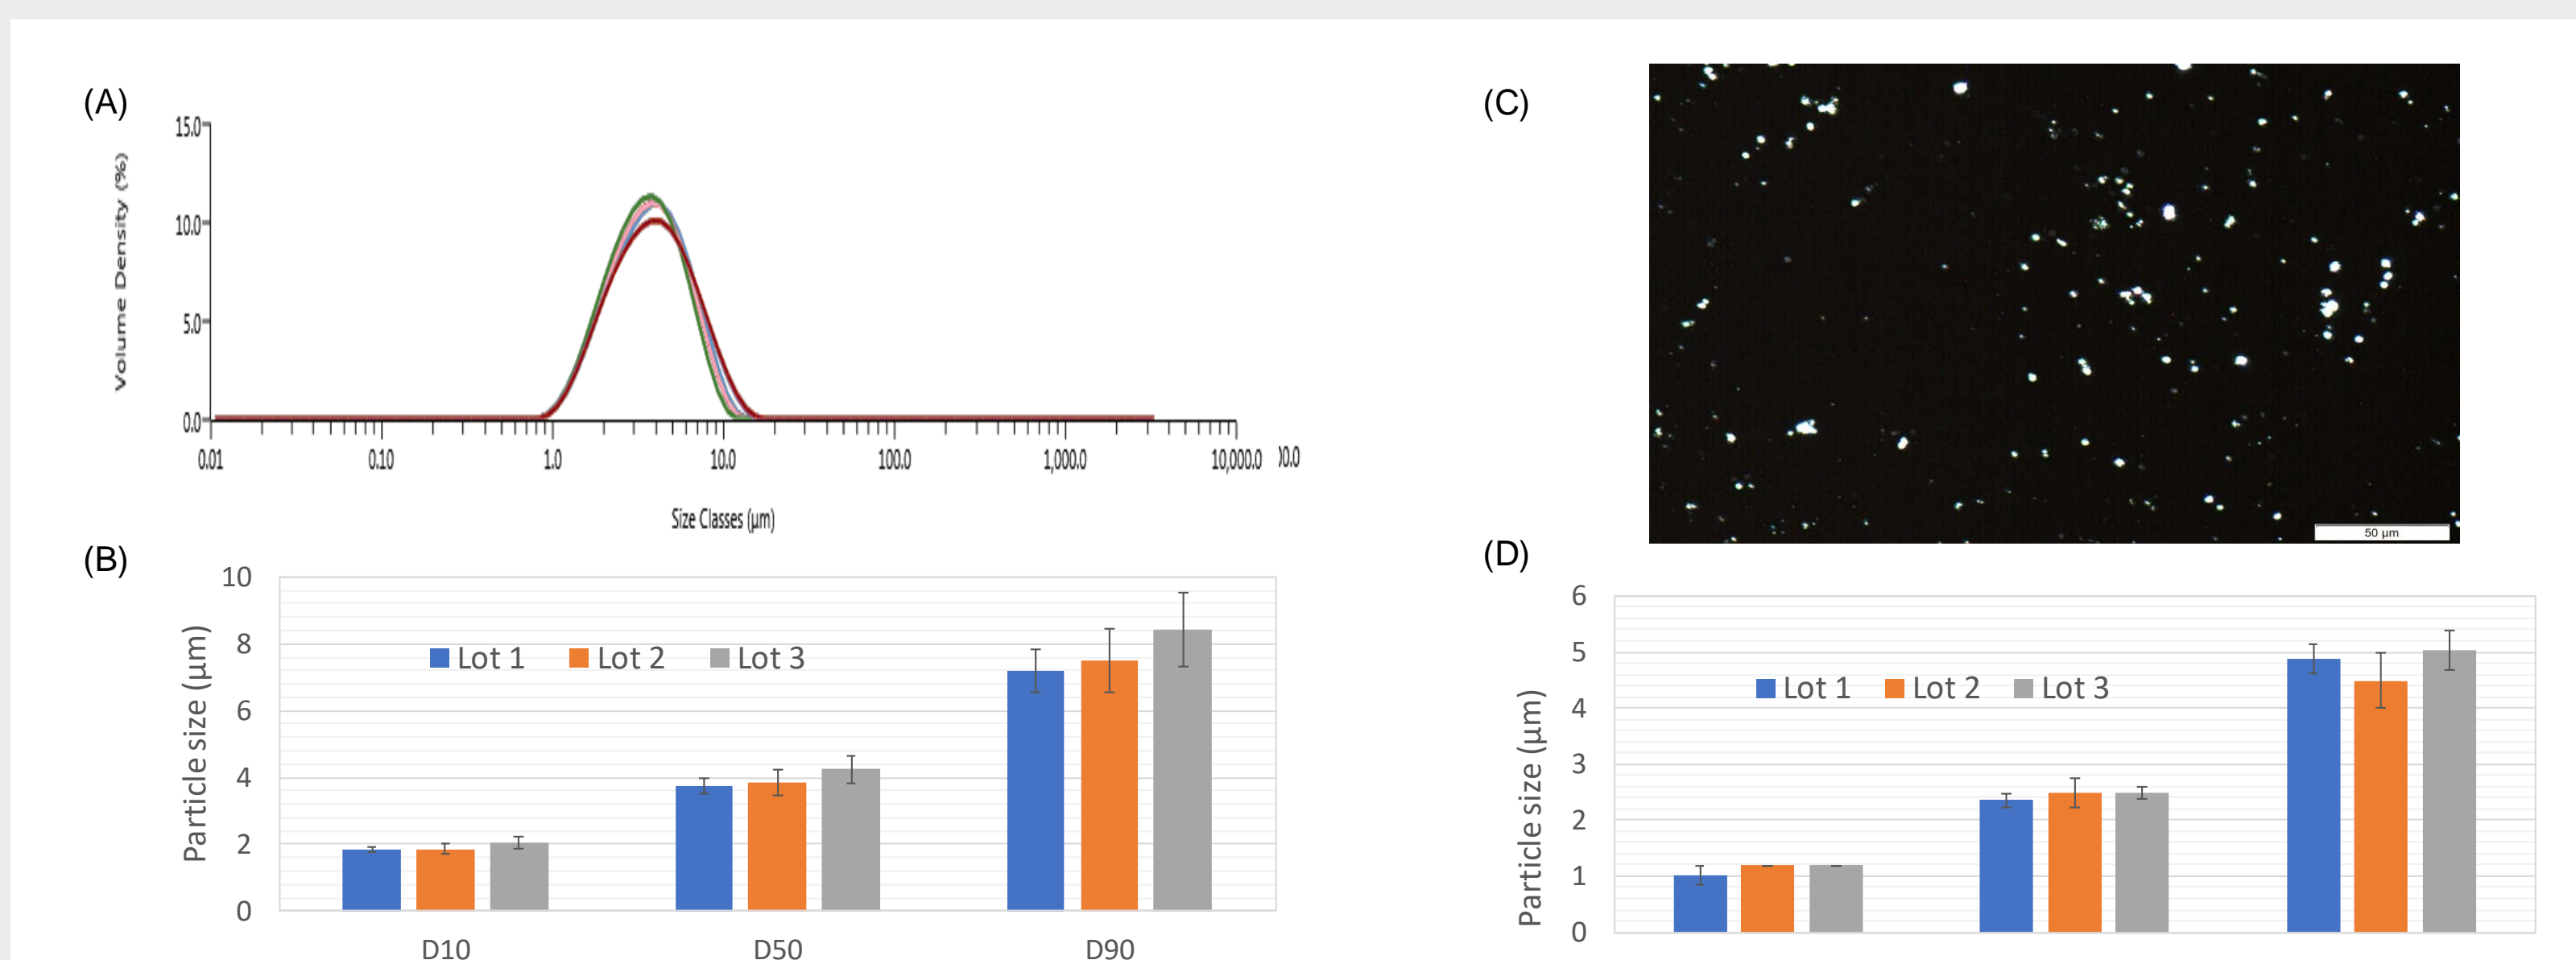 (A)
15.0
10.0
5.0
0.0
Volume Density (%)
0.01 0.10 1.0 10.0 100.0 1,000.0 10,000.0 )0.0
Size Classes (µm)
(B)
10
8
6
4
2
0
Particle size (µm)
Lot 1 Lot 2 Lot 3
D10 D50 D90
(C)
50 µm
(D)
6
5
4
3
2
1
0
Particle size (µm)
Lot 1 Lot 2 Lot 3